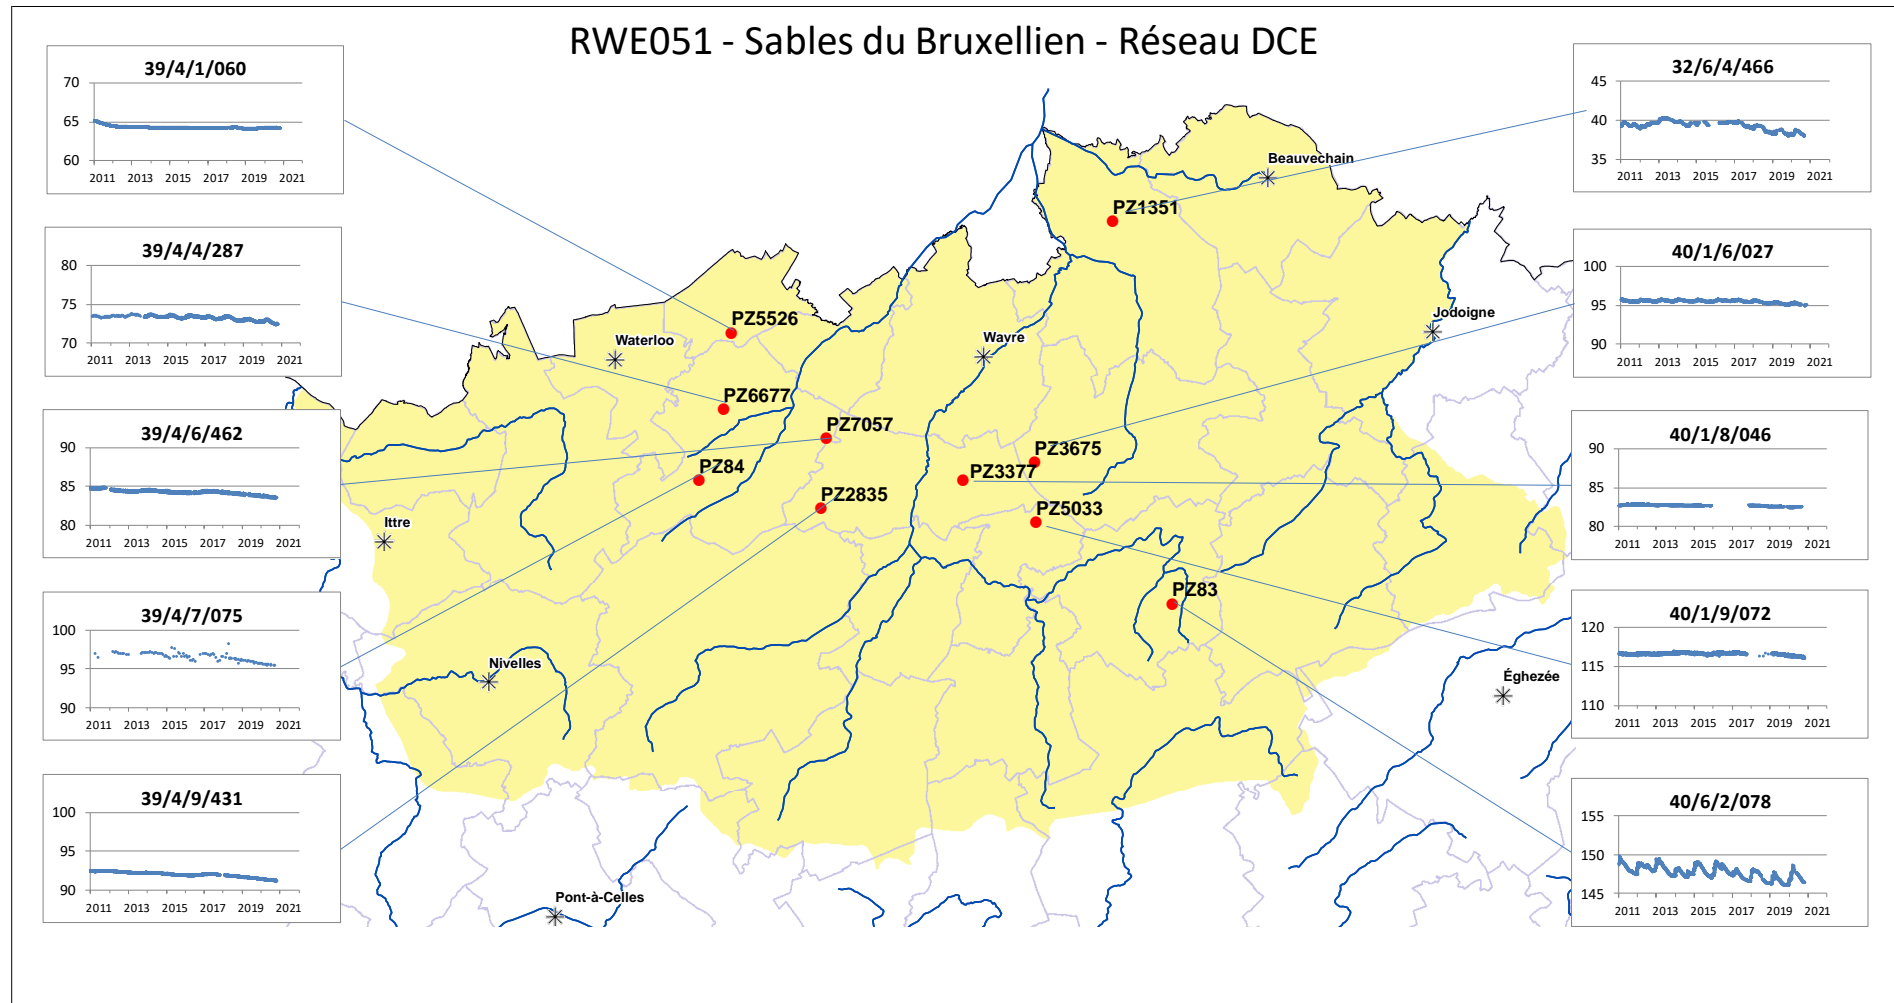 RWE051 - Sables du Bruxellien - Réseau DCE
39/4/1/060
70
65
60
2011 2013 2015 2017 2019 2021
39/4/4/287
80
75
70
2011 2013 2015 2017 2019 2021
39/4/6/462
90
85
80
2011 2013 2015 2017 2019 2021
39/4/7/075
100
95
90
2011 2013 2015 2017 2019 2021
39/4/9/431
100
95
90
2011 2013 2015 2017 2019 2021
Beauvechain
PZ1351
PZ5526
Waterloo
Wavre
Jodoigne
PZ6677
PZ7057
PZ84
PZ3675
PZ3377
PZ2835
PZ5033
Ittre
PZ83
Nivelles
Éghezée
Pont-à-Celles
32/6/4/466
45
40
35
2011 2013 2015 2017 2019 2021
40/1/6/027
100
95
90
2011 2013 2015 2017 2019 2021
40/1/8/046
90
85
80
2011 2013 2015 2017 2019 2021
40/1/9/072
120
115
110
2011 2013 2015 2017 2019 2021
40/6/2/078
155
150
145
2011 2013 2015 2017 2019 2021